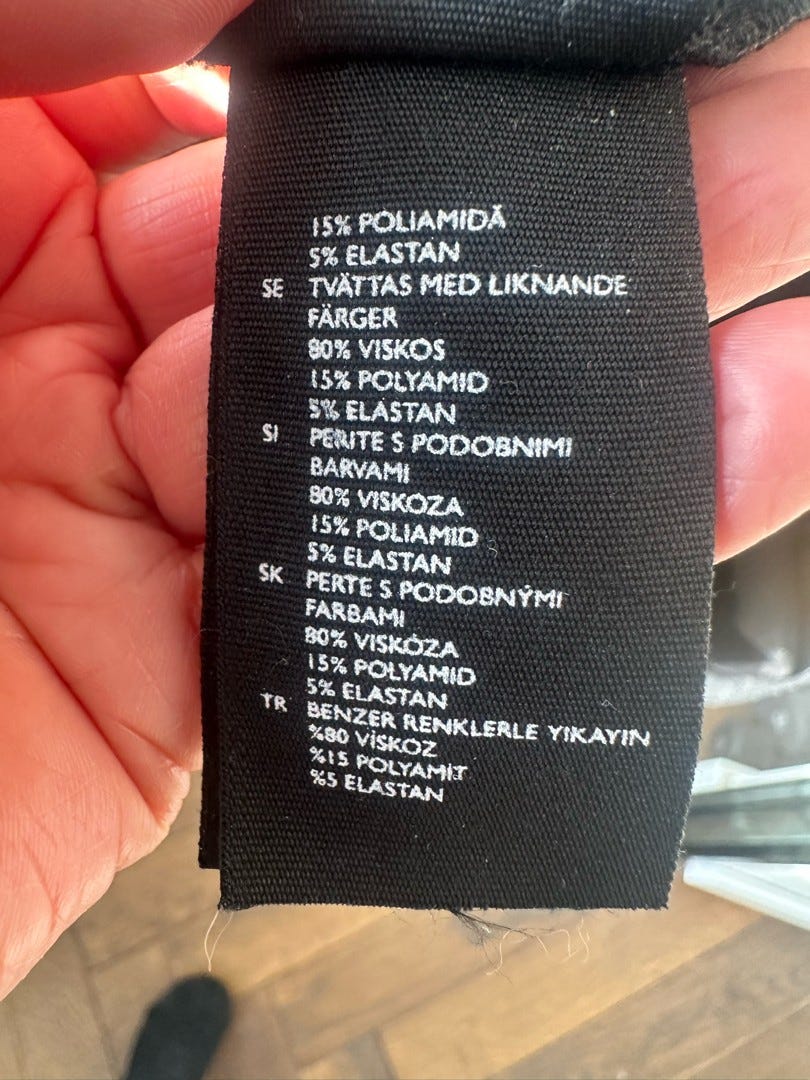 15% POLIAMIDĂ
5% ELASTAN
SE TVÄTTAS MED LIKNANDE
FÄRGER
80% VISKOS
15% POLYAMID
5% ELASTAN
SI PERITE S PODOBNIMI
BARVAMI
80% VISKOZA
15% POLIAMID
5% ELASTAN
SK PERTE S PODOBNÝMI
FARBAMI
80% VISKÓZA
15% POLYAMID
5% ELASTAN
TR BENZER RENKLERLE YIKAYIN
%80 VİSKOZ
%15 POLYAMIT
%5 ELASTAN